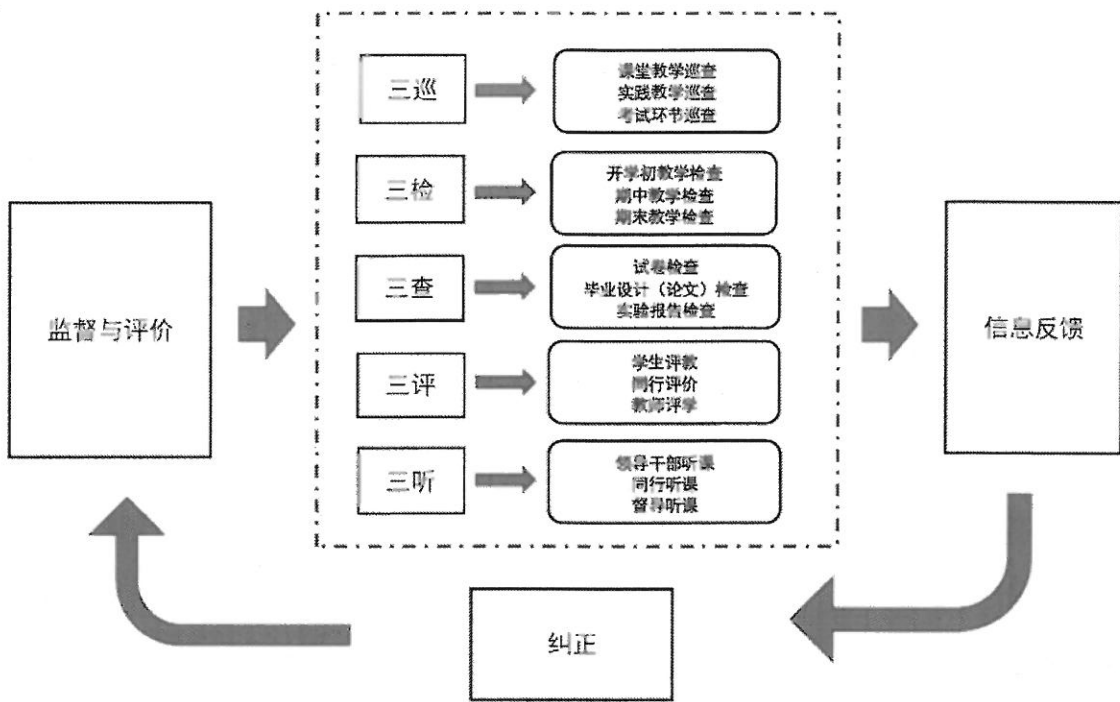 监督与评价
三巡
课堂教学巡查
实践教学巡查
考试环节巡查
三检
开学初教学检查
期中教学检查
期末教学检查
三查
试卷检查
毕业设计（论文）检查
实验报告检查
三评
学生评教
同行评价
教师评学
三听
领导干部听课
同行听课
督导听课
信息反馈
纠正